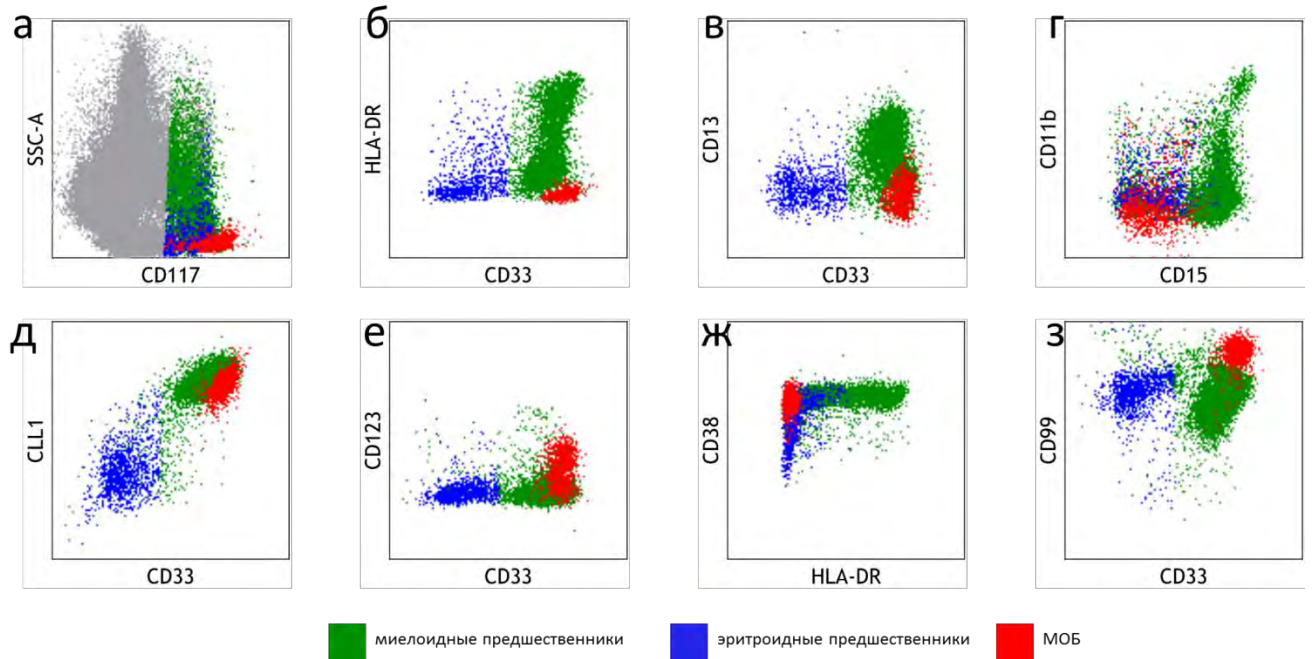 а
SSC-A
CD117
б
HLA-DR
CD33
в
CD13
CD33
г
CD11b
CD15
д
CLL1
CD33
е
CD123
CD33
ж
CD38
HLA-DR
з
CD99
CD33
миелоидные предшественники
эритроидные предшественники
МОБ